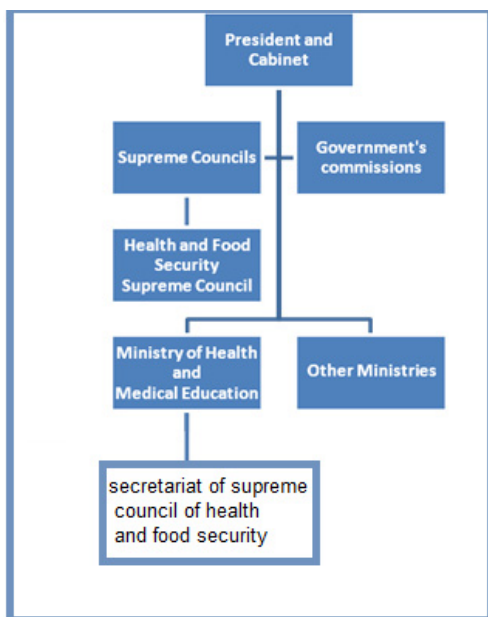 President and
Cabinet
Supreme Councils
Government's
commissions
Health and Food
Security
Supreme Council
Ministry of Health
and
Medical Education
Other Ministries
secretariat of supreme
council of health
and food security